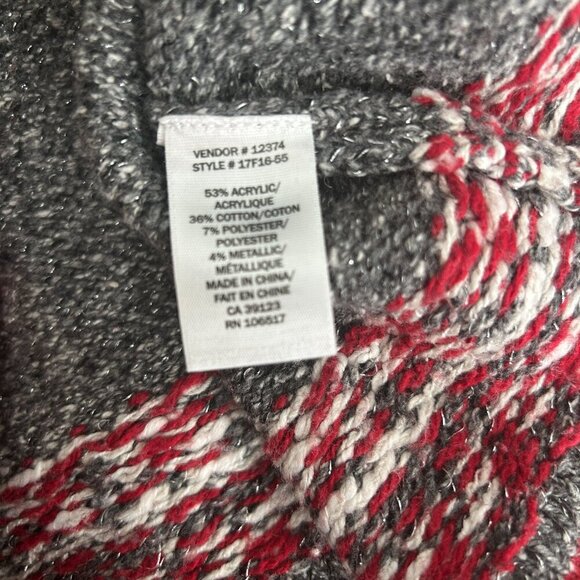 VENDOR # 12374
STYLE # 17F16-55
53% ACRYLIC/
ACRYLIQUE
36% COTTON/COTON
7% POLYESTER/
POLYESTER
4% METALLIC/
MÉTALLIQUE
MADE IN CHINA/
FAIT EN CHINE
CA 39123
RN 106517